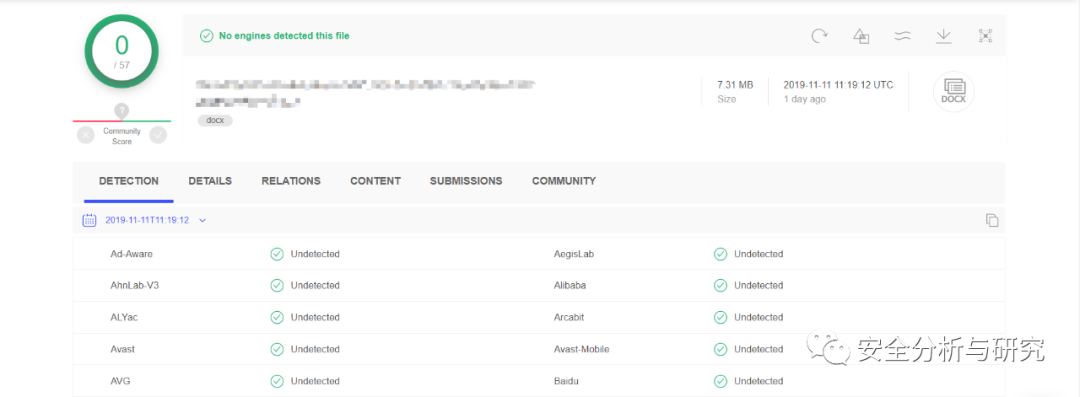 0
/ 57
?
Community
Score
No engines detected this file
docx
7.31 MB
Size
2019-11-11 11:19:12 UTC
1 day ago
DOCX
DETECTION DETAILS RELATIONS CONTENT SUBMISSIONS COMMUNITY
2019-11-11T11:19:12
Ad-Aware Undetected AegisLab Undetected
AhnLab-V3 Undetected Alibaba Undetected
ALYac Undetected Arcabit Undetected
Avast Undetected Avast-Mobile Undetected
AVG Undetected Baidu Undetected
安全分析与研究